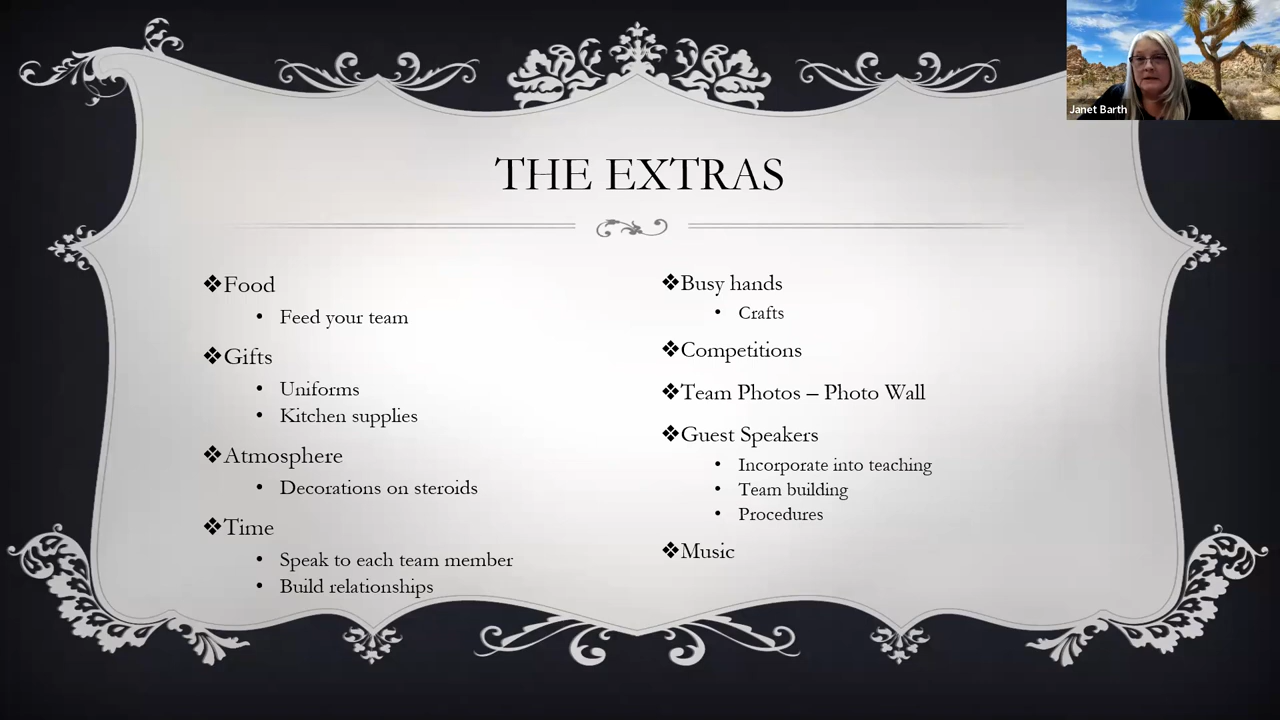 Janet Barth
THE EXTRAS
❖Food
• Feed your team
❖Gifts
• Uniforms
• Kitchen supplies
❖Atmosphere
• Decorations on steroids
❖Time
• Speak to each team member
• Build relationships
❖Busy hands
• Crafts
❖Competitions
❖Team Photos – Photo Wall
❖Guest Speakers
• Incorporate into teaching
• Team building
• Procedures
❖Music